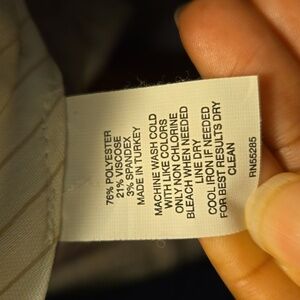 76% POLYESTER
21% VISCOSE
3% SPANDEX
MADE IN TURKEY
MACHINE WASH COLD
WITH LIKE COLORS
ONLY NON CHLORINE
BLEACH WHEN NEEDED
LINE DRY
COOL IRON IF NEEDED
FOR BEST RESULTS DRY
CLEAN
RN55285